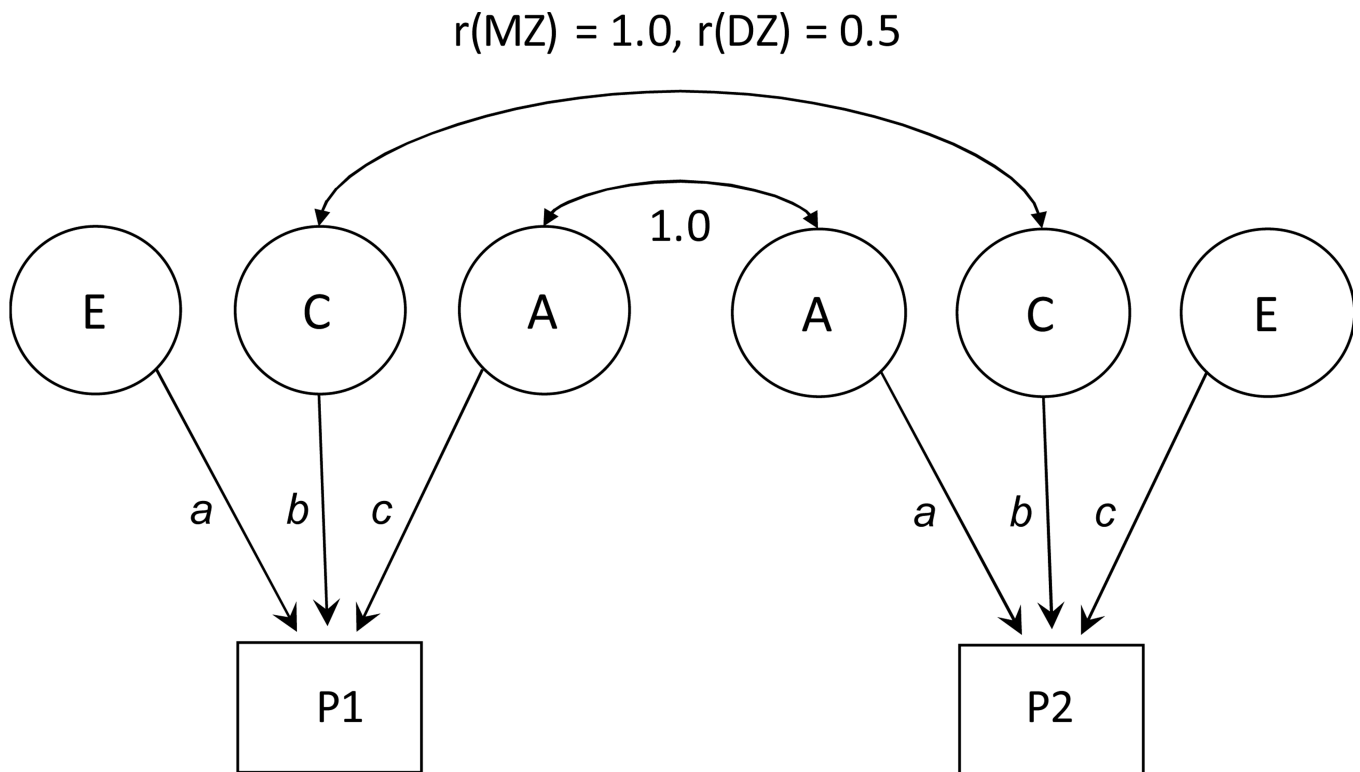 r(MZ) = 1.0, r(DZ) = 0.5
1.0
E C A A C E
a b c a b c
P1 P2